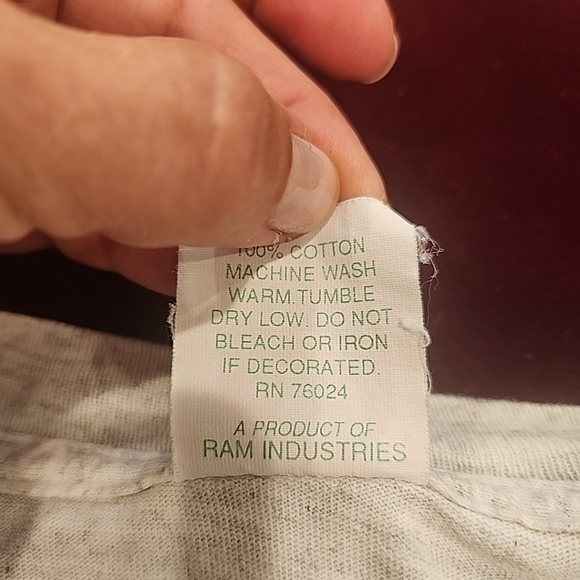 100% COTTON
MACHINE WASH
WARM.TUMBLE
DRY LOW. DO NOT
BLEACH OR IRON
IF DECORATED.
RN 76024
A PRODUCT OF
RAM INDUSTRIES